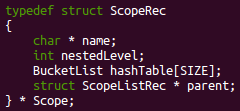 typedef struct ScopeRec
{
    char * name;
    int nestedLevel;
    BucketList hashTable[SIZE];
    struct ScopeListRec * parent;
} * Scope;